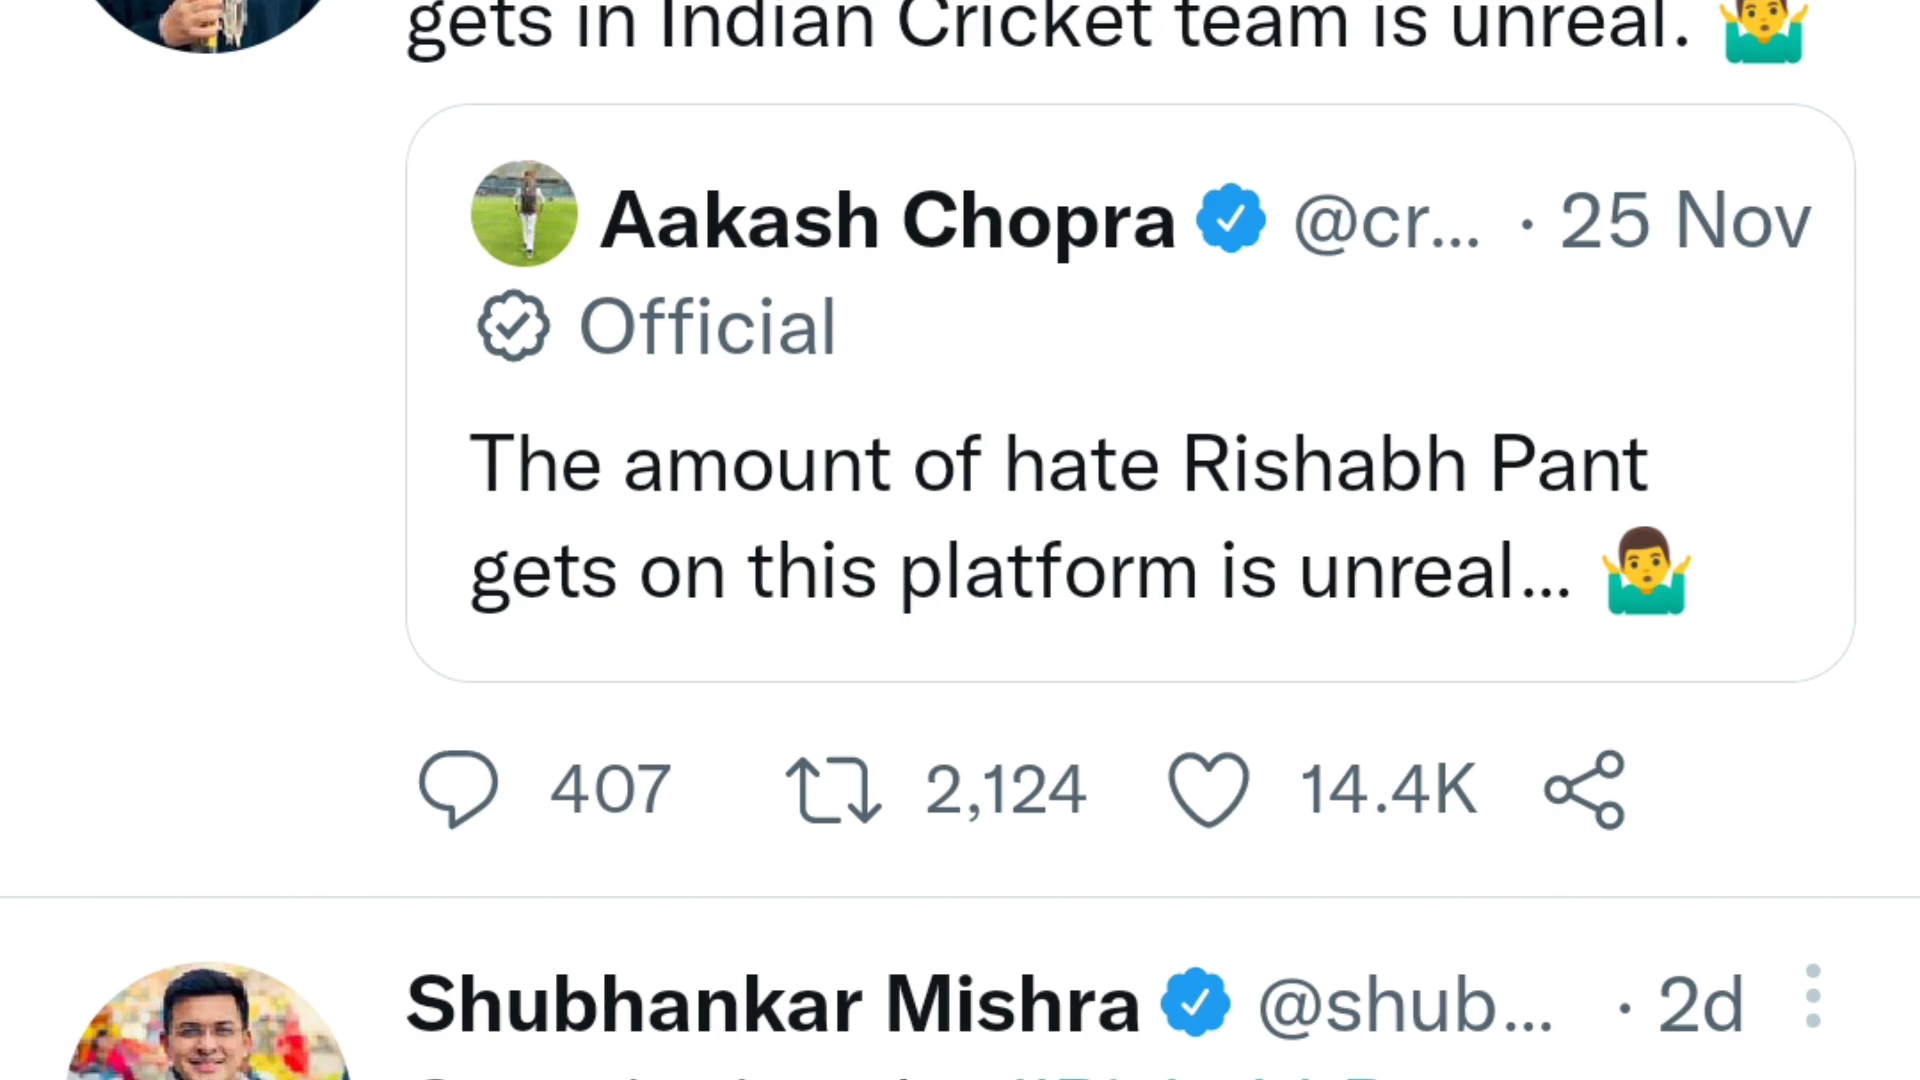 gets in Indian Cricket team is unreal. 🤷‍♂️
Aakash Chopra @cr... · 25 Nov
Official
The amount of hate Rishabh Pant
gets on this platform is unreal... 🤷‍♂️
407 2,124 14.4K
Shubhankar Mishra @shub... · 2d